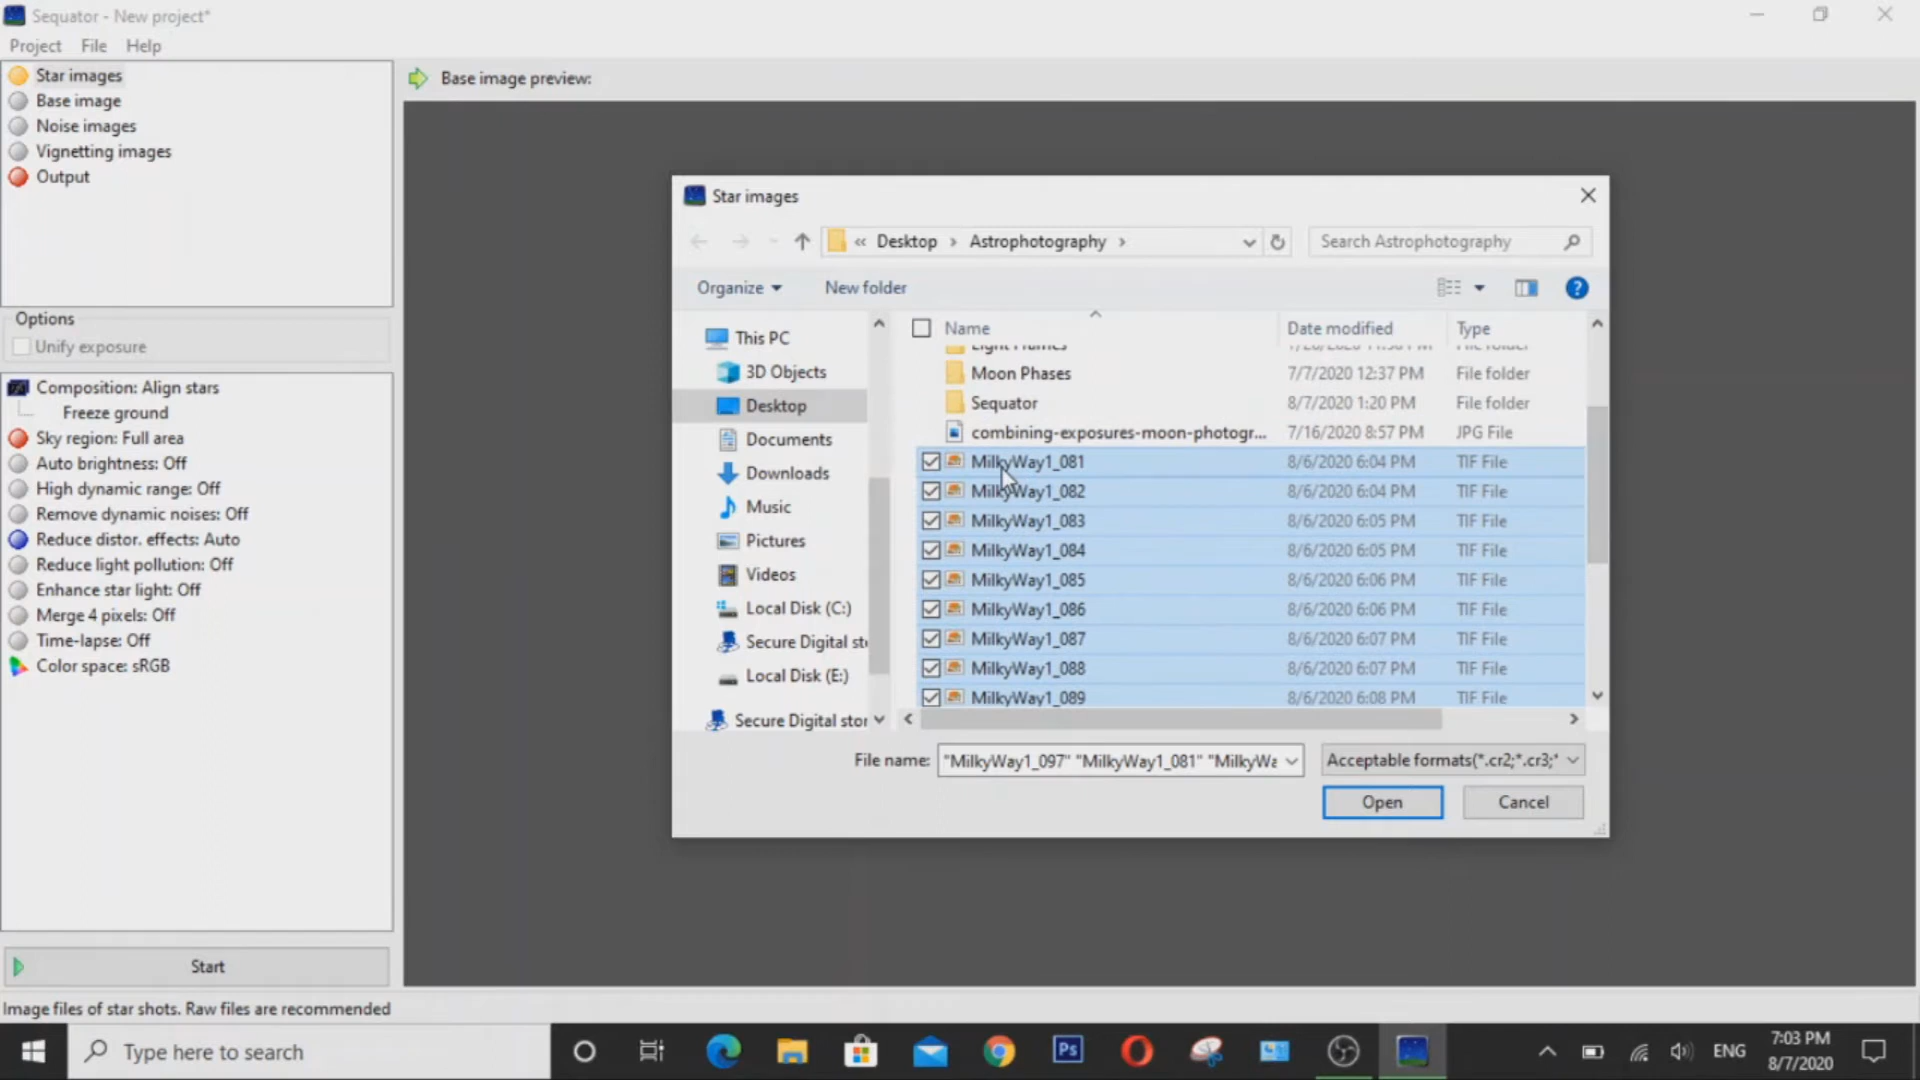 Sequator - New project*
Project File Help
Star images
Base image
Noise images
Vignetting images
Output
Options
Unify exposure
Composition: Align stars
Freeze ground
Sky region: Full area
Auto brightness: Off
High dynamic range: Off
Remove dynamic noises: Off
Reduce distor. effects: Auto
Reduce light pollution: Off
Enhance star light: Off
Merge 4 pixels: Off
Time-lapse: Off
Color space: sRGB
Start
Image files of star shots. Raw files are recommended
Base image preview:
Star images
« Desktop › Astrophotography ›
Search Astrophotography
Organize New folder
This PC
3D Objects
Desktop
Documents
Downloads
Music
Pictures
Videos
Local Disk (C:)
Secure Digital sto
Local Disk (E:)
Secure Digital stor
Name Date modified Type
Light Frames File folder
Moon Phases 7/7/2020 12:37 PM File folder
Sequator 8/7/2020 1:20 PM File folder
combining-exposures-moon-photogr... 7/16/2020 8:57 PM JPG File
MilkyWay1_081 8/6/2020 6:04 PM TIF File
MilkyWay1_082 8/6/2020 6:04 PM TIF File
MilkyWay1_083 8/6/2020 6:05 PM TIF File
MilkyWay1_084 8/6/2020 6:05 PM TIF File
MilkyWay1_085 8/6/2020 6:06 PM TIF File
MilkyWay1_086 8/6/2020 6:06 PM TIF File
MilkyWay1_087 8/6/2020 6:07 PM TIF File
MilkyWay1_088 8/6/2020 6:07 PM TIF File
MilkyWay1_089 8/6/2020 6:08 PM TIF File
File name: "MilkyWay1_097" "MilkyWay1_081" "MilkyWa
Acceptable formats(*.cr2;*.cr3;*
Open Cancel
Type here to search
Ps
ENG
7:03 PM
8/7/2020